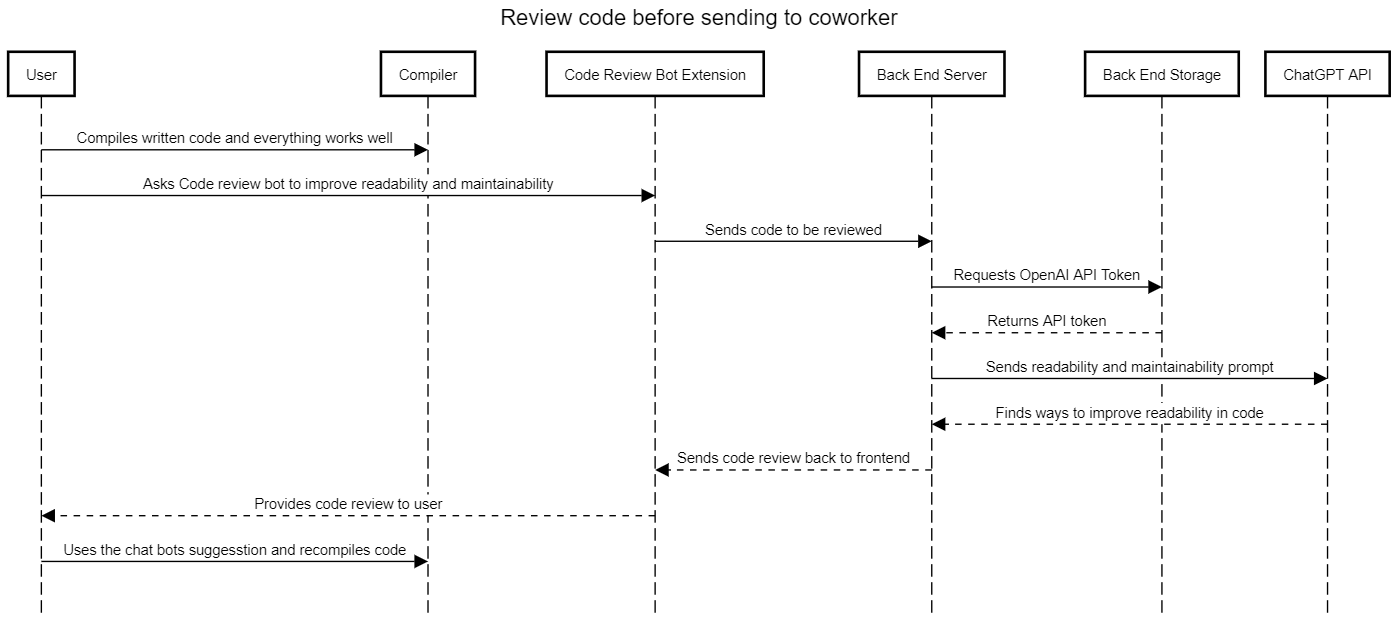 Review code before sending to coworker
User
Compiler
Code Review Bot Extension
Back End Server
Back End Storage
ChatGPT API
Compiles written code and everything works well
Asks Code review bot to improve readability and maintainability
Sends code to be reviewed
Requests OpenAI API Token
Returns API token
Sends readability and maintainability prompt
Finds ways to improve readability in code
Sends code review back to frontend
Provides code review to user
Uses the chat bots suggesstion and recompiles code